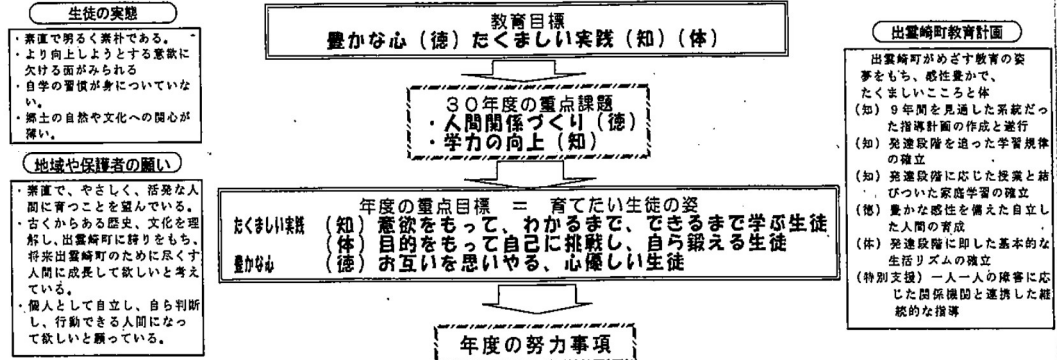 生徒の実態
・素直で明るく素朴である。
・より向上しようとする意欲に
欠ける面がみられる
・自学の習慣が身についていな
い。
・郷土の自然や文化への関心が
薄い。
地域や保護者の願い
・素直で、やさしく、活発な人
間に育つことを望んでいる。
・古くからある歴史、文化を理
解し、出雲崎町に誇りをもち、
将来出雲崎町のために尽くす
人間に成長して欲しいと考え
ている。
・個人として自立し、自ら判断
し、行動できる人間になっ
て欲しいと願っている。
教育目標
豊かな心（徳）たくましい実践（知）（体）
３０年度の重点課題
・人間関係づくり（徳）
・学力の向上（知）
年度の重点目標 ＝ 育てたい生徒の姿
たくましい実践 （知）意欲をもって、わかるまで、できるまで学ぶ生徒
（体）目的をもって自己に挑戦し、自ら鍛える生徒
豊かな心 （徳）お互いを思いやる、心優しい生徒
年度の努力事項
出雲崎町教育計画
出雲崎町がめざす教育の姿
夢をもち、感性豊かで、
たくましいこころと体
（知）９年間を見通した系統だっ
た指導計画の作成と遂行
（知）発達段階を追った学習規律
の確立
（知）発達段階に応じた授業と結
びついた家庭学習の確立
（徳）豊かな感性を備えた自立し
た人間の育成
（体）発達段階に即した基本的な
生活リズムの確立
（特別支援）一人一人の障害に応
じた関係機関と連携した継
続的な指導